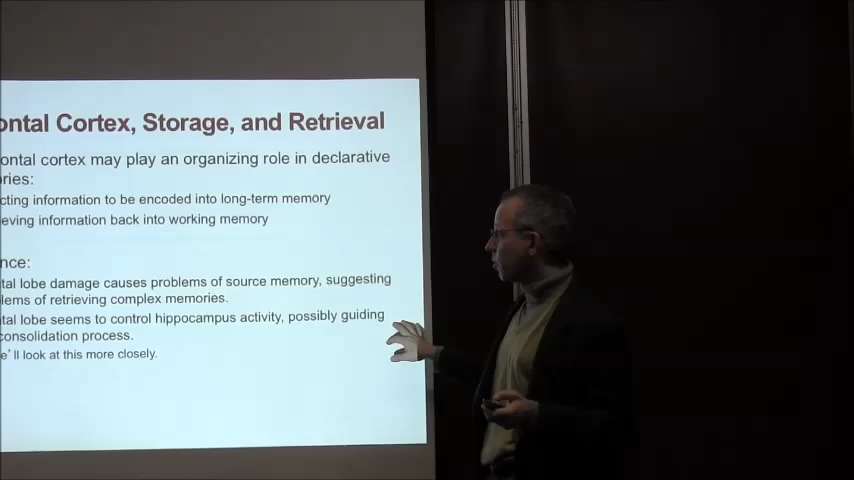 ontal Cortex, Storage, and Retrieval
ontal cortex may play an organizing role in declarative
ries:
cting information to be encoded into long-term memory
eving information back into working memory
nce:
tal lobe damage causes problems of source memory, suggesting
lems of retrieving complex memories.
tal lobe seems to control hippocampus activity, possibly guiding
consolidation process.
e'll look at this more closely.